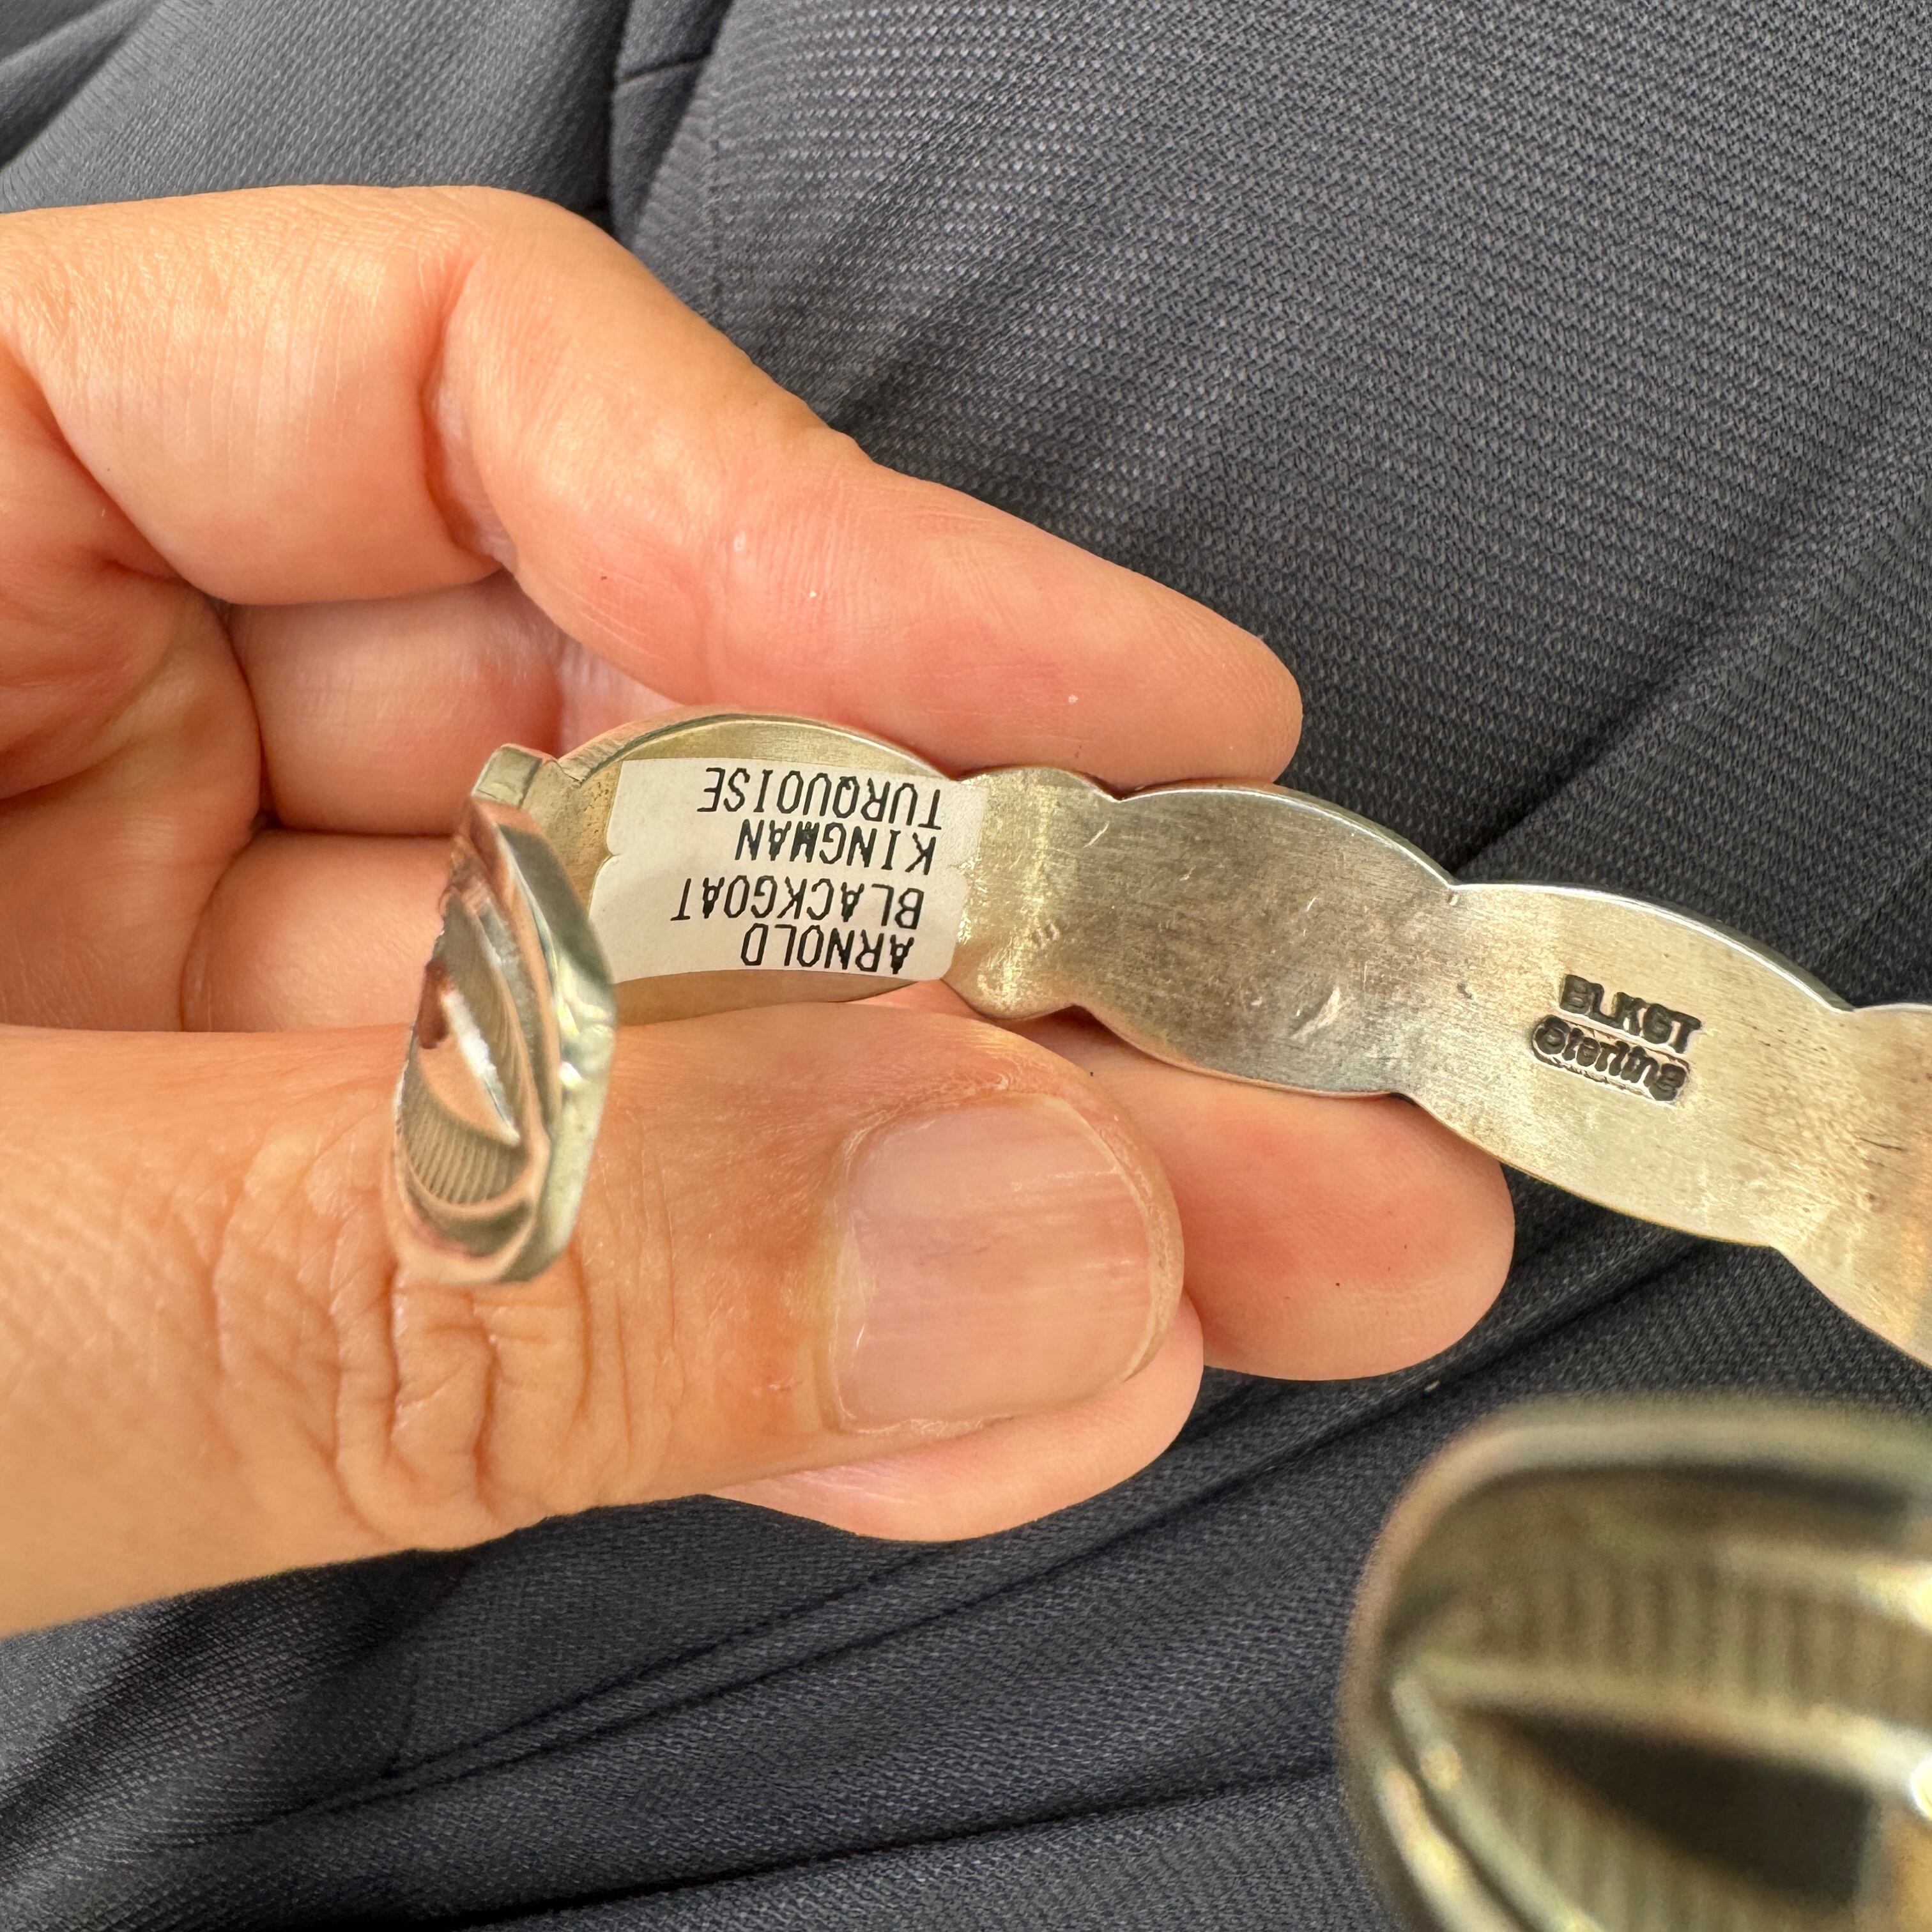 ARNOLD
BLACKGOAT
KINGMAN
TURQUOISE
BLKGT
Sterling